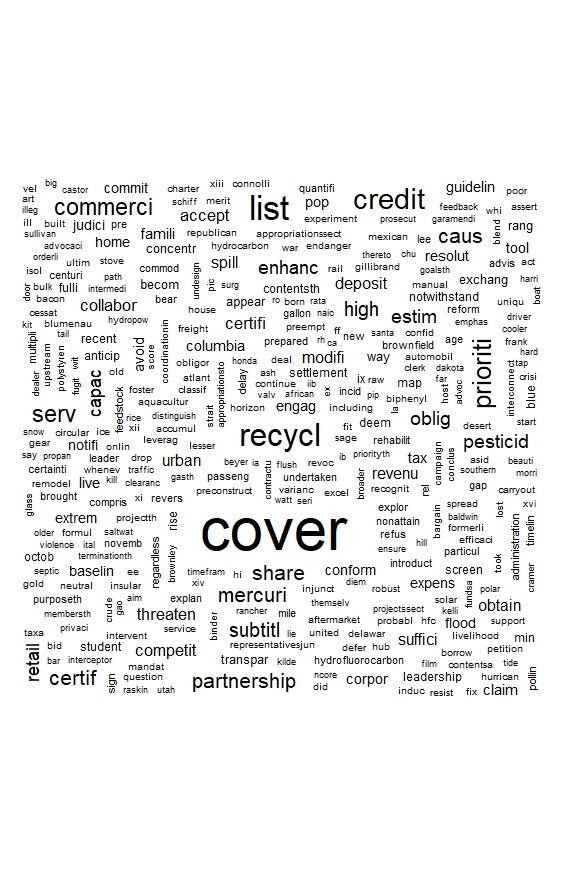 vel big castor commit charter xiii connolli quantifi credit guidelin poor
art commerci schiff merit list pop feedback whi assert
illeg accept experiment prosecut garamendi
ill built judici pre famili republican appropriationssect mexican lee caus blend rang
sullivan advocaci home concentr hydrocarbon war endanger thereto chu resolut tool
orderli ultim stove spill enhanc rail gillibrand goalsth advis act
isol centuri path commod undesign pic surg contentsth deposit manual exchang harri
door bulk fulli intermedi becom house ro born rata notwithstand boat
bacon collabor bear appear gallon naic high estim reform uniqu
cessat hydropow freight certifi preempt ff new santa confid emphas driver
kit blumenau coordinationin columbia prepared rh ca brownfield age prioriti cooler
multipli tail recent avoid score obligor honda deal modifi way automobil frank
upstream anticip atlant delay ash settlement ix raw clerk dakota interconnect hard
dealer polystyren fugit wit capac old foster classif appropriationsto continue iib map far host advoc tap crisi
feedstock aquacultur valv african ex incid pip biphenyl blue
serv rice distinguish strait horizon engag including la oblig desert start
snow circular ice xii accumul recycl fit deem pesticid
gear notifi onlin leverag lesser sage rehabilit campaign conclus
say propan leader drop urban beyer ia flush revoc ib priorityth tax asid beauti
certainti whenev traffic gasth passeng contractu undertaken broader revenu southern morri
remodel live kill clearanc preconstruct varianc excel recognit rel gap carryout
glass brought compris xi revers watt seri explor bargain spread lost xvi
extrem projectth rise cover nonattain baldwin administration timelin
older formul saltwat refus formerli
violence ital novemb regardless ensure hill efficaci
octob terminationth brownley introduct particul took
septic baselin ee timefram hi share conform screen cramer
gold neutral insular xiv mercuri diem robust expens fundsa polar
purposeth crude gao aim explan injunct solar obtain
membersth threaten rancher mile themselv projectssect kelli
taxa privaci service binder aftermarket probabl hfc flood support
intervent subtitl lie united delawar suffici livelihood min
retail bid student competit representativesjun defer hub borrow petition
bar interceptor transpar kilde hydrofluorocarbon film contentsa tide
certif mandat sign question partnership ncore corpor leadership hurrican pollin
raskin utah did induc resist fix claim